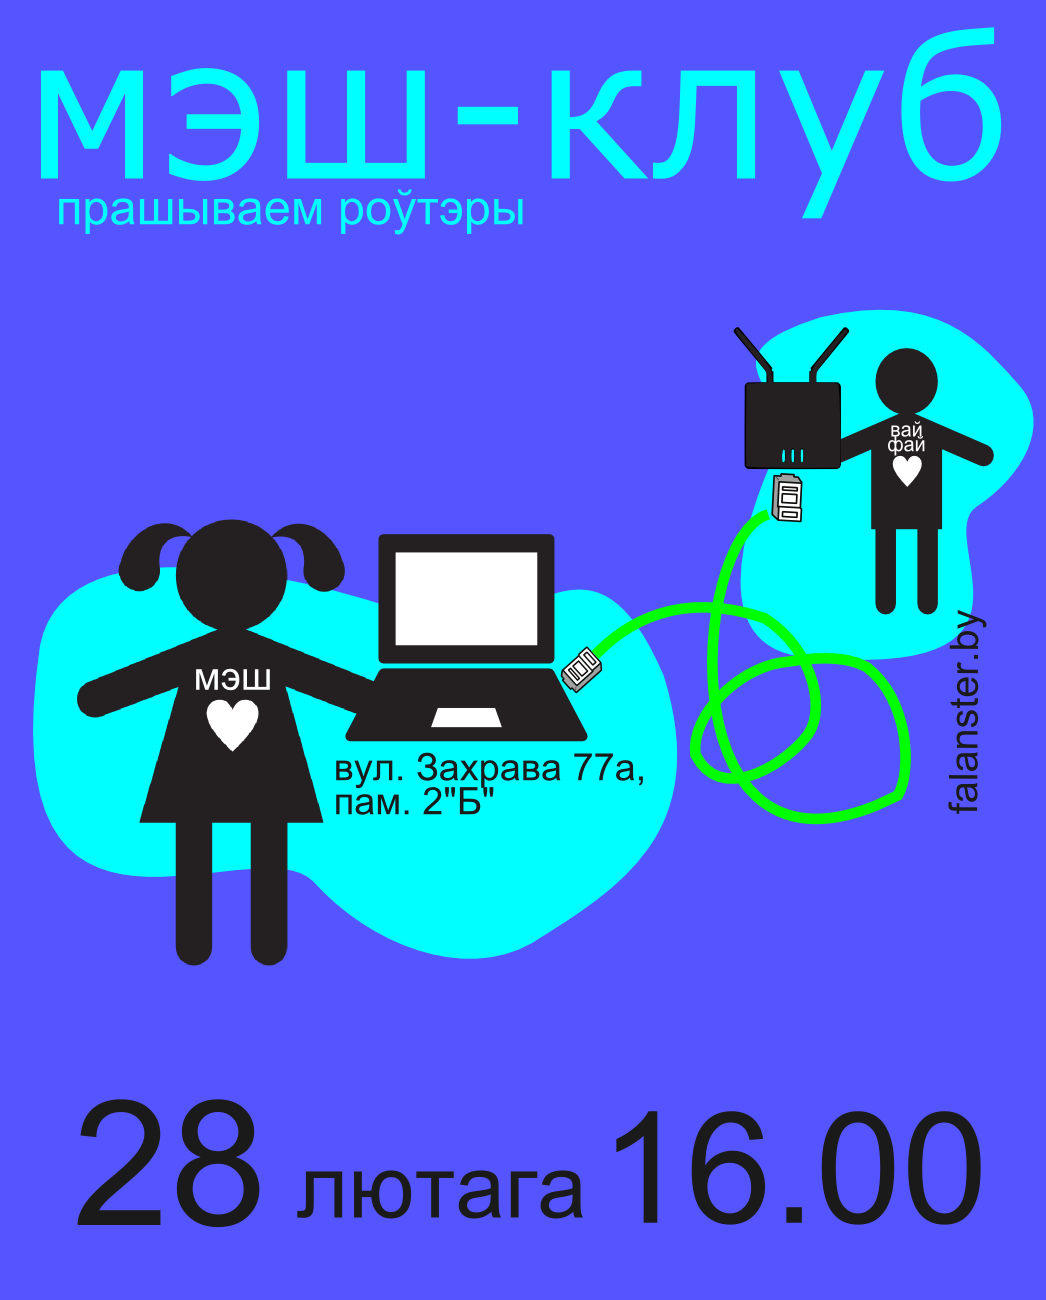 мэш-клуб
прашываем роўтэры
вай
фай
мэш
вул. Захрава 77а,
пам. 2"Б"
falanster.by
28 лютага 16.00